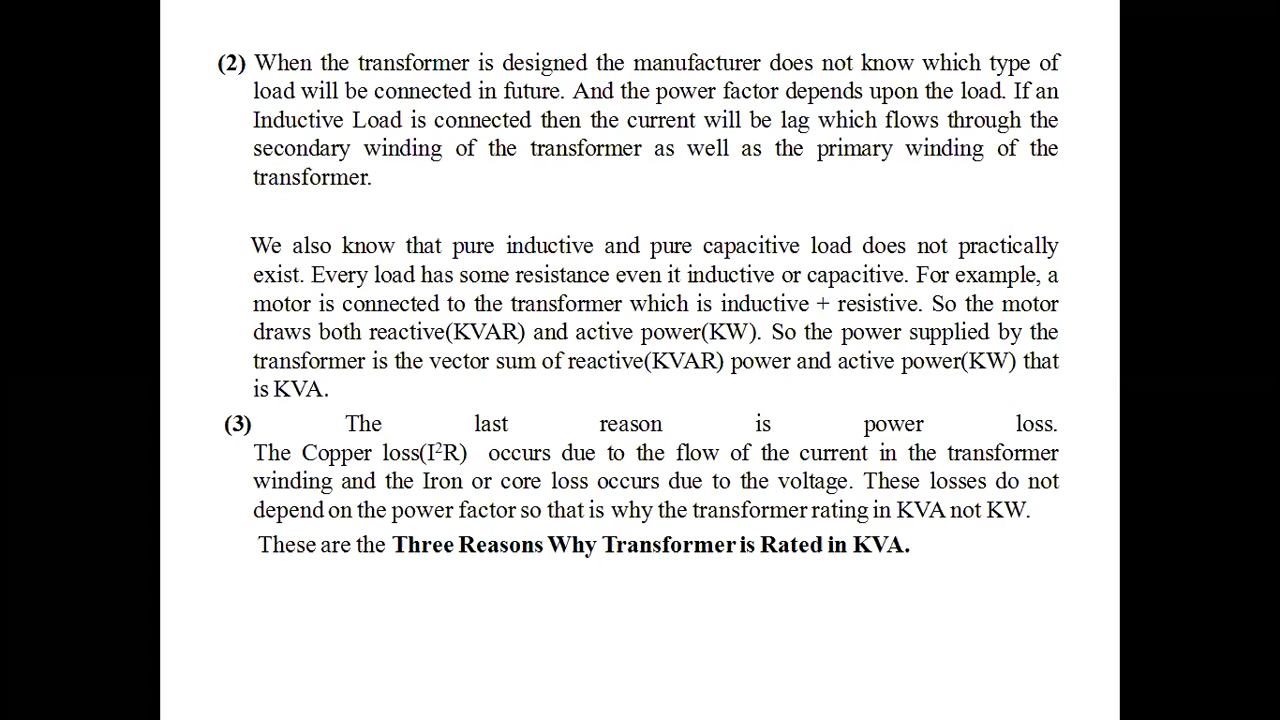 (2) When the transformer is designed the manufacturer does not know which type of
load will be connected in future. And the power factor depends upon the load. If an
Inductive Load is connected then the current will be lag which flows through the
secondary winding of the transformer as well as the primary winding of the
transformer.
We also know that pure inductive and pure capacitive load does not practically
exist. Every load has some resistance even it inductive or capacitive. For example, a
motor is connected to the transformer which is inductive + resistive. So the motor
draws both reactive(KVAR) and active power(KW). So the power supplied by the
transformer is the vector sum of reactive(KVAR) power and active power(KW) that
is KVA.
(3) The last reason is power loss.
The Copper loss(I²R) occurs due to the flow of the current in the transformer
winding and the Iron or core loss occurs due to the voltage. These losses do not
depend on the power factor so that is why the transformer rating in KVA not KW.
These are the Three Reasons Why Transformer is Rated in KVA.